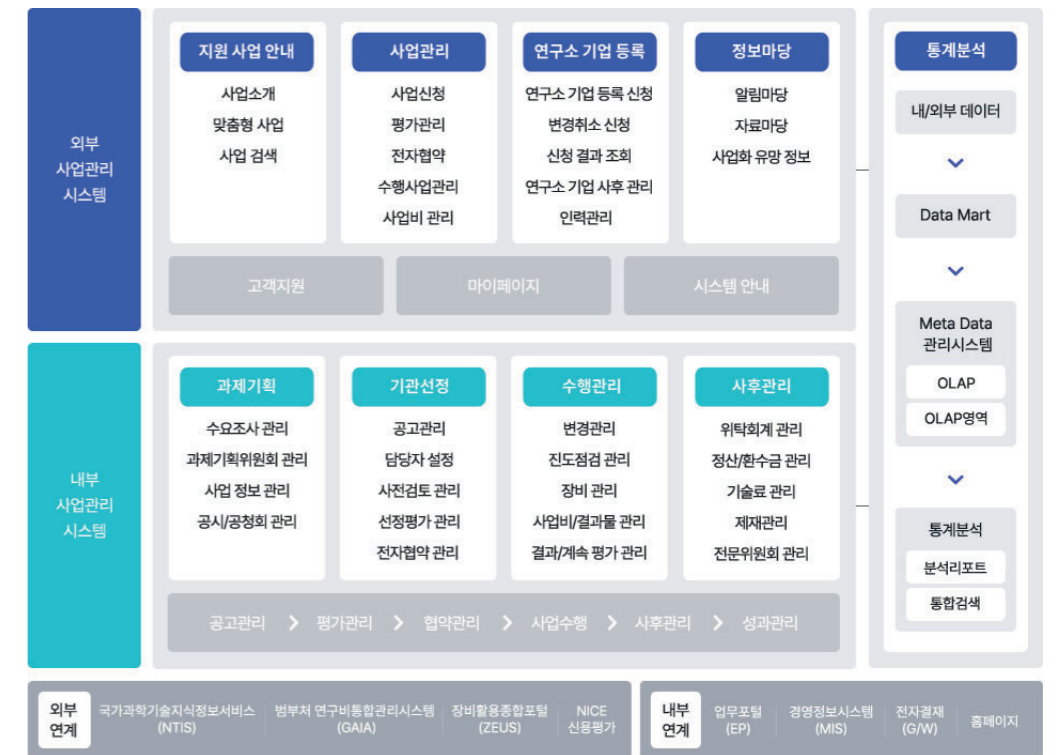 외부
사업관리
시스템
지원 사업 안내
사업소개
맞춤형 사업
사업 검색
사업관리
사업신청
평가관리
전자협약
수행사업관리
사업비 관리
연구소 기업 등록
연구소 기업 등록 신청
변경취소 신청
신청 결과 조회
연구소 기업 사후 관리
인력관리
정보마당
알림마당
자료마당
사업화 유망 정보
고객지원
마이페이지
시스템 안내
내부
사업관리
시스템
과제기획
수요조사 관리
과제기획위원회 관리
사업 정보 관리
공시/공청회 관리
기관선정
공고관리
담당자 설정
사전검토 관리
선정평가 관리
전자협약 관리
수행관리
변경관리
진도점검 관리
장비 관리
사업비/결과물 관리
결과/계속 평가 관리
사후관리
위탁회계 관리
정산/환수금 관리
기술료 관리
제재관리
전문위원회 관리
공고관리 > 평가관리 > 협약관리 > 사업수행 > 사후관리 > 성과관리
통계분석
내/외부 데이터
Data Mart
Meta Data
관리시스템
OLAP
OLAP영역
통계분석
분석리포트
통합검색
외부
연계
국가과학기술지식정보서비스
(NTIS)
범부처 연구비통합관리시스템
(GAIA)
장비활용종합포털
(ZEUS)
NICE
신용평가
내부
연계
업무포털
(EP)
경영정보시스템
(MIS)
전자결재
(G/W)
홈페이지